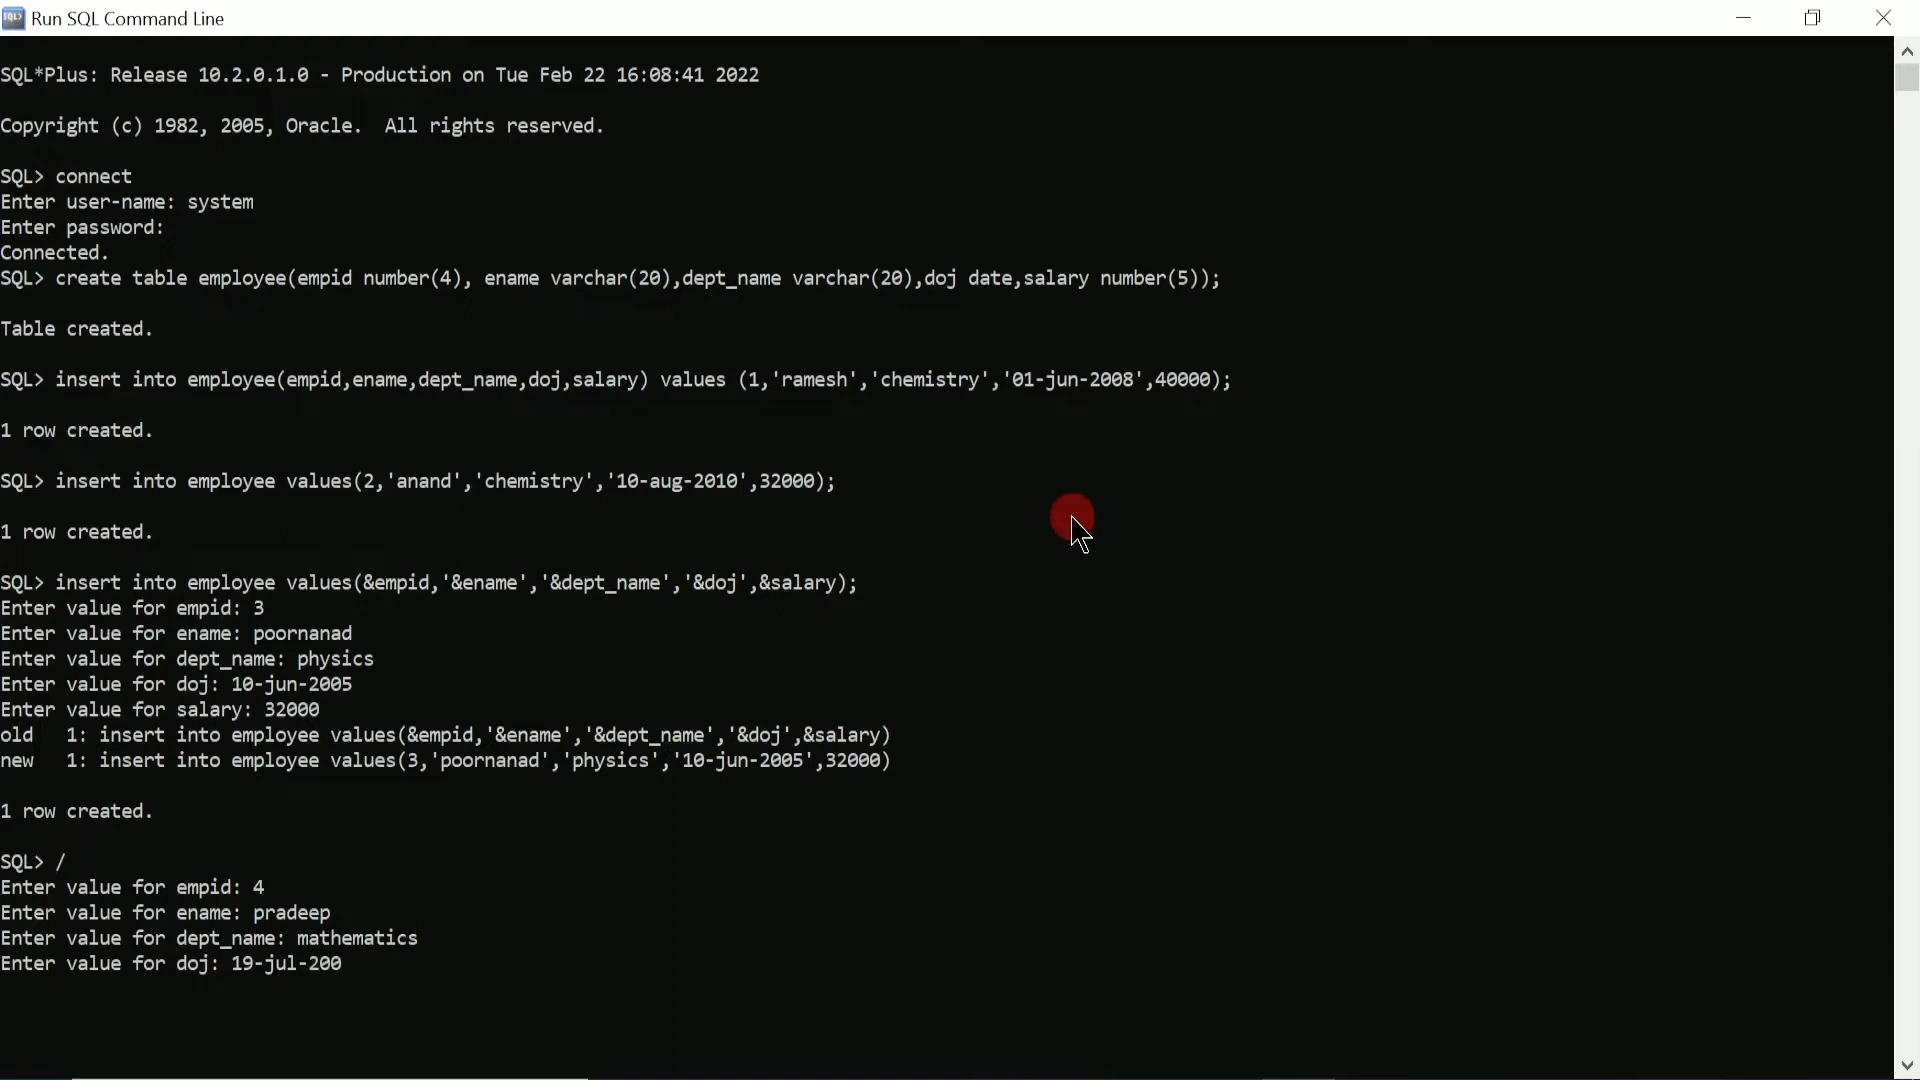 Run SQL Command Line
SQL*Plus: Release 10.2.0.1.0 - Production on Tue Feb 22 16:08:41 2022
Copyright (c) 1982, 2005, Oracle.  All rights reserved.
SQL> connect
Enter user-name: system
Enter password:
Connected.
SQL> create table employee(empid number(4), ename varchar(20),dept_name varchar(20),doj date,salary number(5));
Table created.
SQL> insert into employee(empid,ename,dept_name,doj,salary) values (1,'ramesh','chemistry','01-jun-2008',40000);
1 row created.
SQL> insert into employee values(2,'anand','chemistry','10-aug-2010',32000);
1 row created.
SQL> insert into employee values(&empid,'&ename','&dept_name','&doj',&salary);
Enter value for empid: 3
Enter value for ename: poornanad
Enter value for dept_name: physics
Enter value for doj: 10-jun-2005
Enter value for salary: 32000
old   1: insert into employee values(&empid,'&ename','&dept_name','&doj',&salary)
new   1: insert into employee values(3,'poornanad','physics','10-jun-2005',32000)
1 row created.
SQL> /
Enter value for empid: 4
Enter value for ename: pradeep
Enter value for dept_name: mathematics
Enter value for doj: 19-jul-200